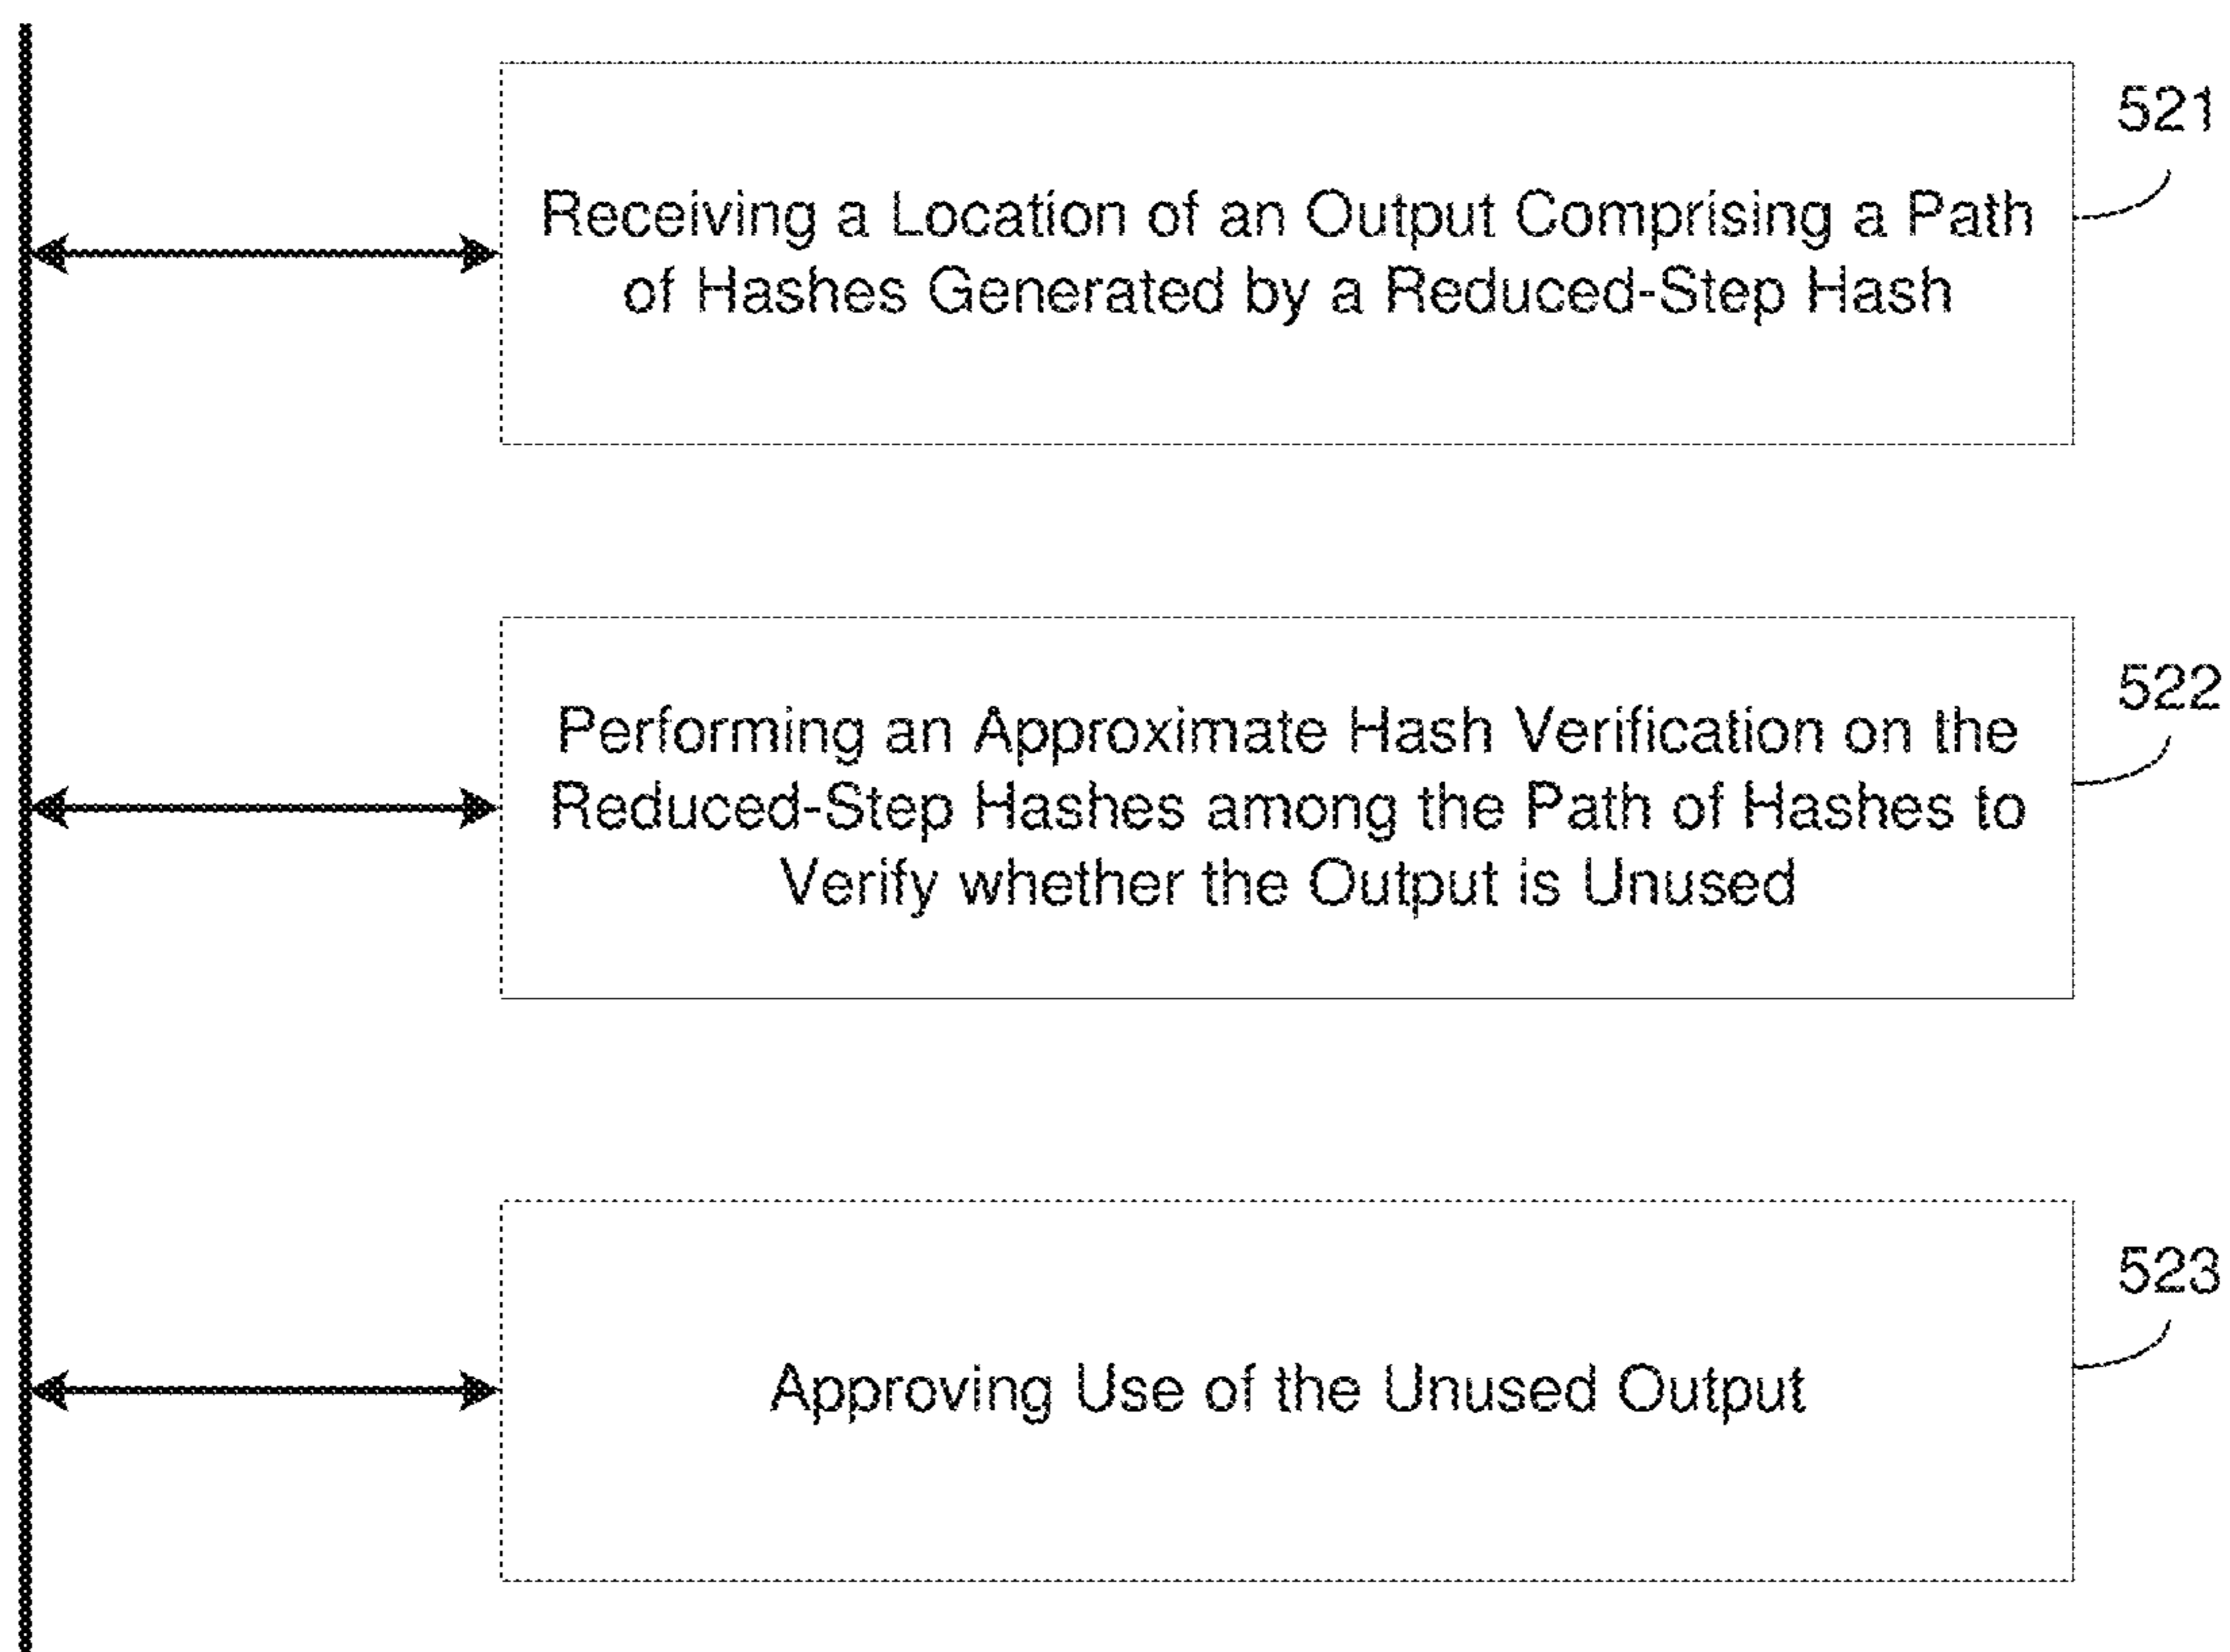 521
Receiving a Location of an Output Comprising a Path
of Hashes Generated by a Reduced-Step Hash
522
Performing an Approximate Hash Verification on the
Reduced-Step Hashes among the Path of Hashes to
Verify whether the Output is Unused
523
Approving Use of the Unused Output